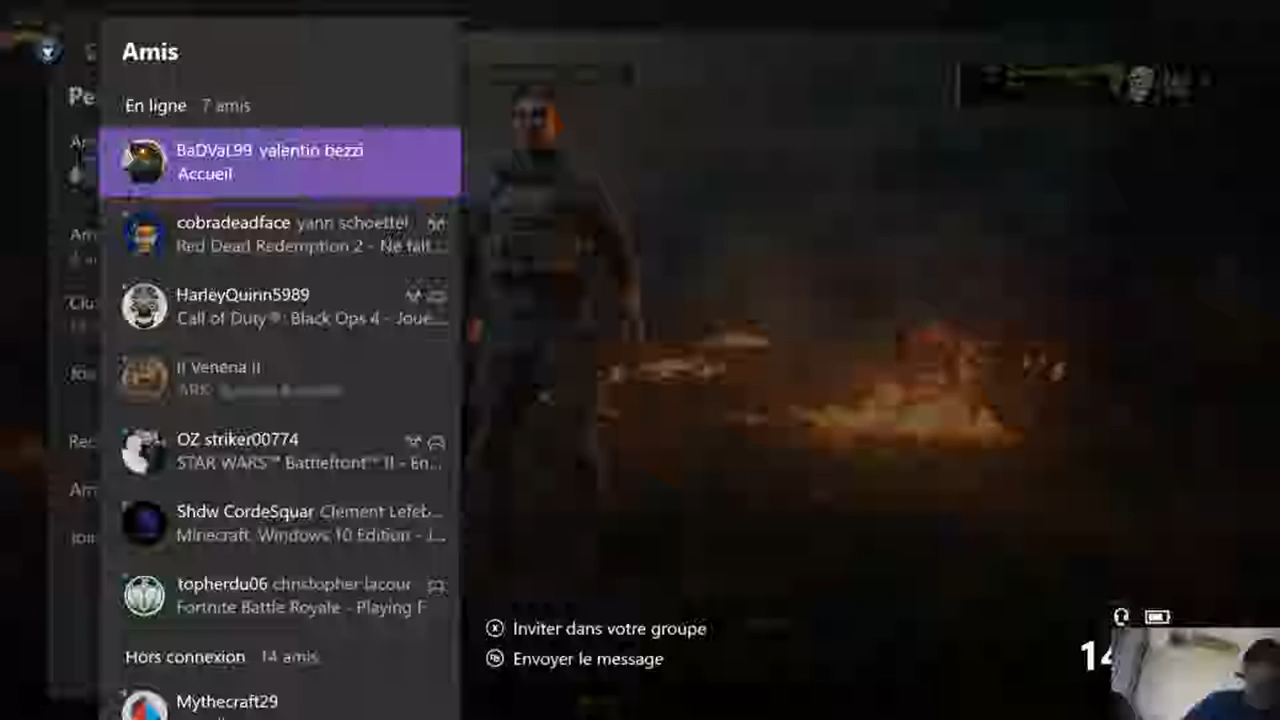 Amis
En ligne 7 amis
BaDVaL99 valentin bezzi
Accueil
cobradeadface yann schoettel
Red Dead Redemption 2 - Ne fait...
HarleyQuinn5989
Call of Duty®: Black Ops 4 - Joue...
II Venena II
ARK:
OZ striker00774
STAR WARS™ Battlefront™ II - En...
Shdw CordeSquar Clement Lefeb...
Minecraft: Windows 10 Edition - J...
topherdu06 christopher lacour
Fortnite Battle Royale - Playing F
Hors connexion 14 amis
Mythecraft29
Inviter dans votre groupe
Envoyer le message
14